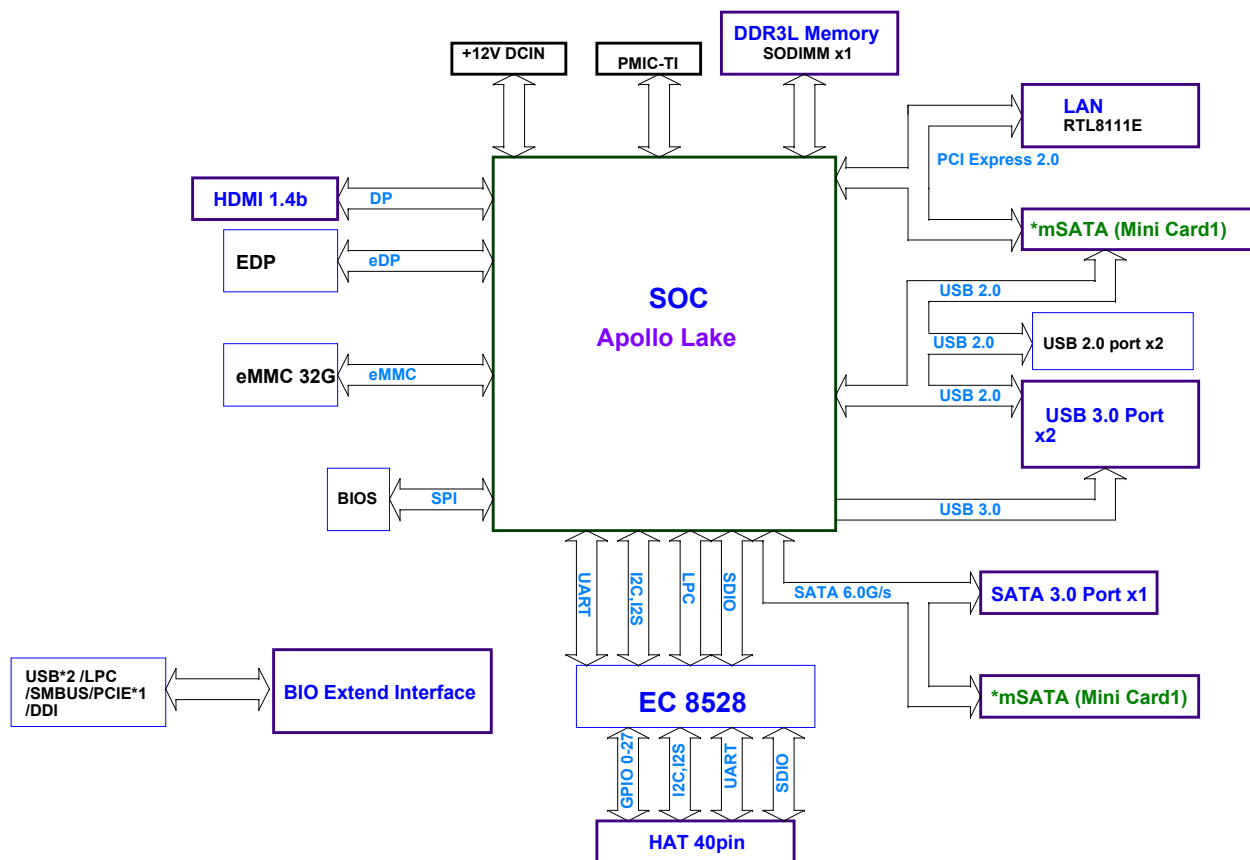 +12V DCIN
PMIC-TI
DDR3L Memory
SODIMM x1
LAN
RTL8111E
PCI Express 2.0
HDMI 1.4b
DP
*mSATA (Mini Card1)
EDP
eDP
SOC
Apollo Lake
USB 2.0
USB 2.0
USB 2.0 port x2
eMMC 32G
eMMC
USB 2.0
USB 3.0 Port
x2
BIOS
SPI
USB 3.0
UART
I2C,I2S
LPC
SDIO
SATA 6.0G/s
SATA 3.0 Port x1
USB*2 /LPC
/SMBUS/PCIE*1
/DDI
BIO Extend Interface
EC 8528
*mSATA (Mini Card1)
GPIO 0-27
I2C,I2S
UART
SDIO
HAT 40pin